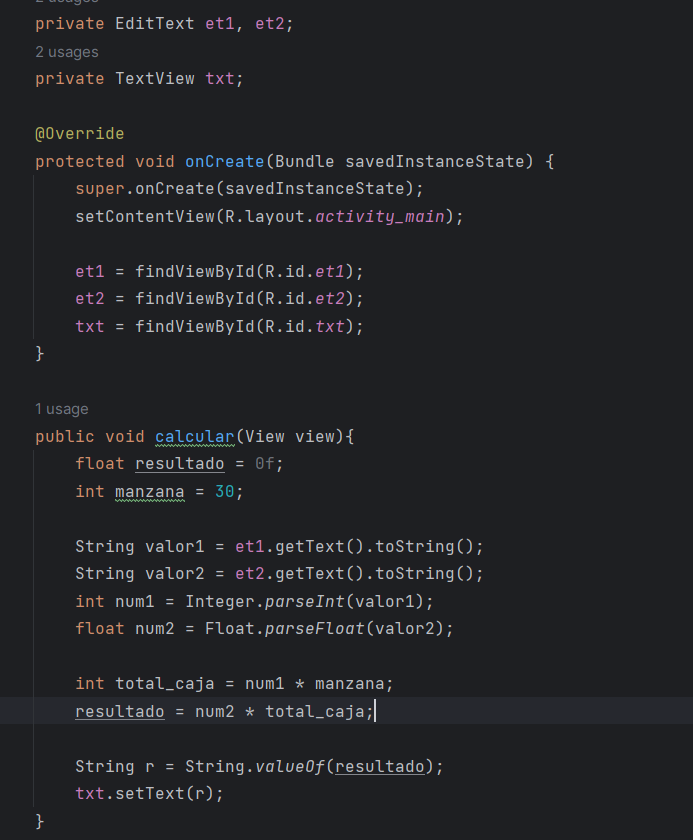 2 usages
private EditText et1, et2;
2 usages
private TextView txt;
@Override
protected void onCreate(Bundle savedInstanceState) {
super.onCreate(savedInstanceState);
setContentView(R.layout.activity_main);
et1 = findViewById(R.id.et1);
et2 = findViewById(R.id.et2);
txt = findViewById(R.id.txt);
}
1 usage
public void calcular(View view){
float resultado = 0f;
int manzana = 30;
String valor1 = et1.getText().toString();
String valor2 = et2.getText().toString();
int num1 = Integer.parseInt(valor1);
float num2 = Float.parseFloat(valor2);
int total_caja = num1 * manzana;
resultado = num2 * total_caja;
String r = String.valueOf(resultado);
txt.setText(r);
}